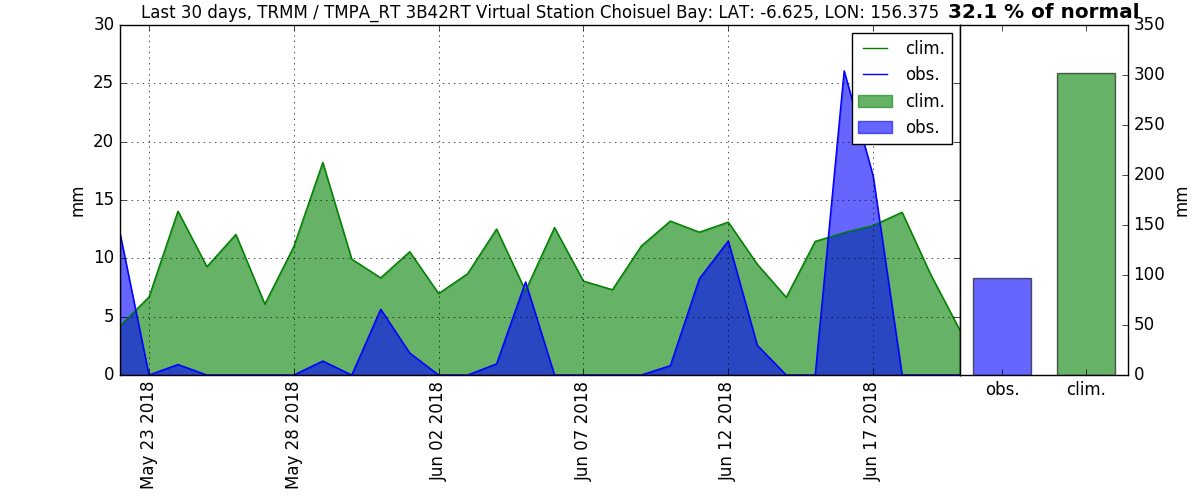 Last 30 days, TRMM / TMPA_RT 3B42RT Virtual Station Choisuel Bay: LAT: -6.625, LON: 156.375 32.1 % of normal
30
25
20
15
10
5
0
mm
clim.
obs.
clim.
obs.
May 23 2018
May 28 2018
Jun 02 2018
Jun 07 2018
Jun 12 2018
Jun 17 2018
350
300
250
200
150
100
50
0
mm
obs. clim.